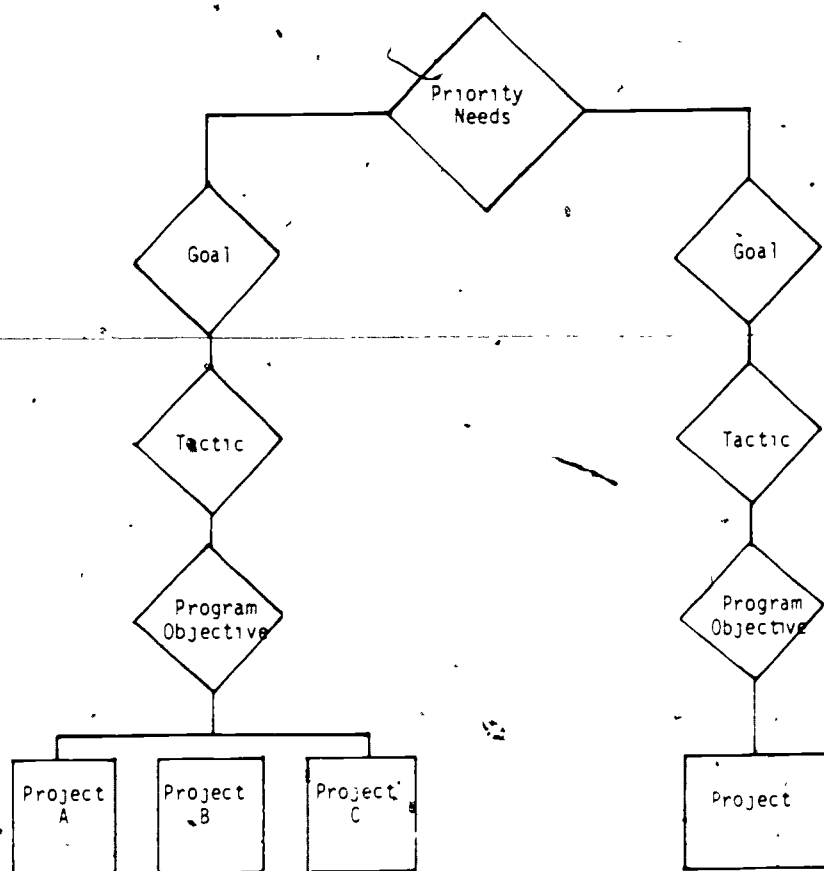 Priority
Needs
Goal
Goal
Tactic
Tactic
Program
Objective
Program
Objective
Project
A
Project
B
Project
C
Project